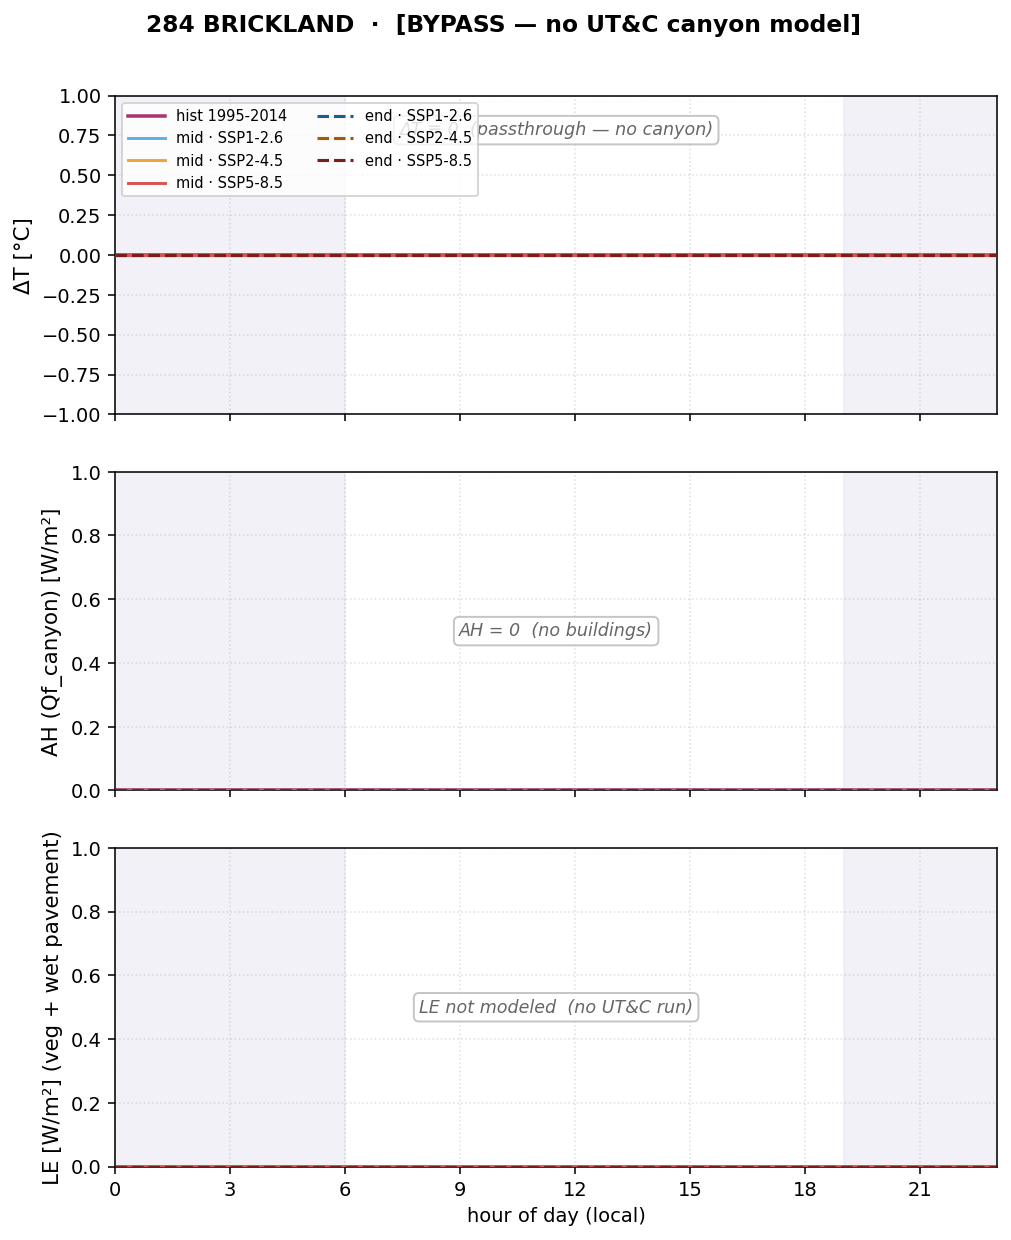 284 BRICKLAND · [BYPASS — no UT&C canyon model]
1.00
0.75
0.50
0.25
0.00
−0.25
−0.50
−0.75
−1.00
ΔT [°C]
hist 1995-2014
mid · SSP1-2.6
mid · SSP2-4.5
mid · SSP5-8.5
end · SSP1-2.6
end · SSP2-4.5
end · SSP5-8.5
(passthrough — no canyon)
1.0
0.8
0.6
0.4
0.2
0.0
AH (Qf_canyon) [W/m²]
AH = 0 (no buildings)
1.0
0.8
0.6
0.4
0.2
0.0
LE [W/m²] (veg + wet pavement)
LE not modeled (no UT&C run)
0 3 6 9 12 15 18 21
hour of day (local)